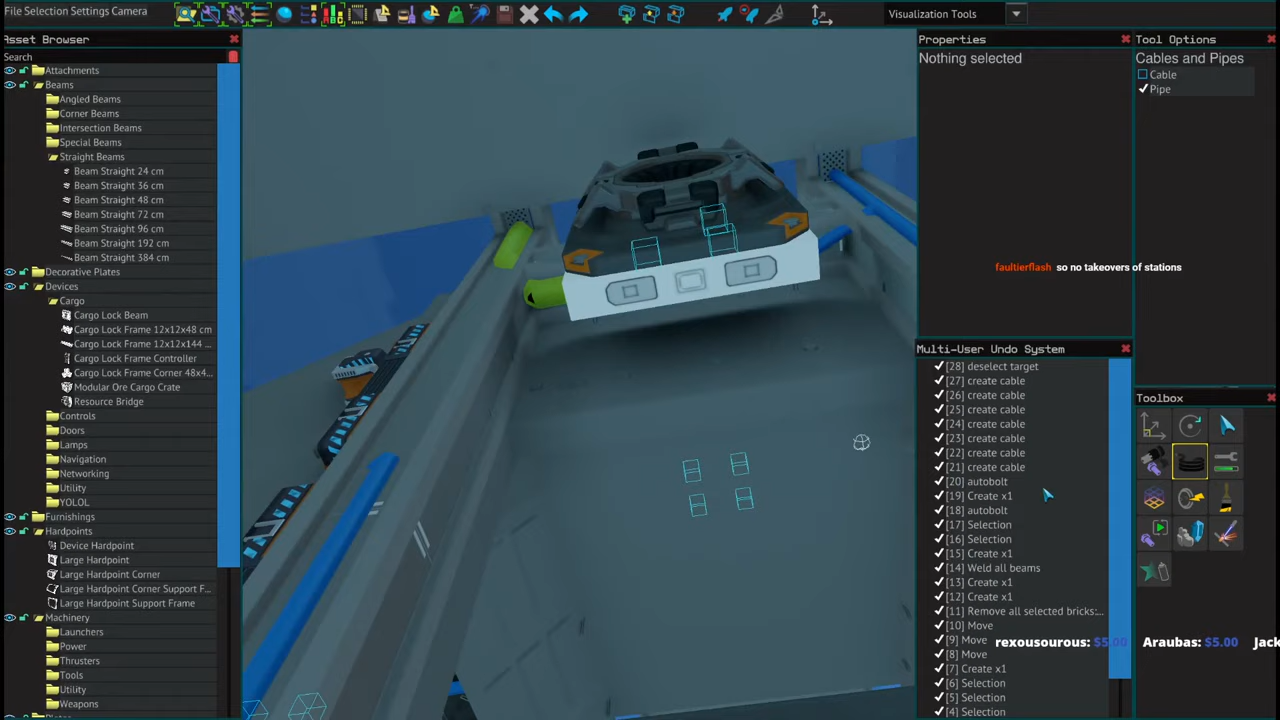 File Selection Settings Camera
Visualization Tools
Asset Browser
Search
Attachments
Beams
Angled Beams
Corner Beams
Intersection Beams
Special Beams
Straight Beams
Beam Straight 24 cm
Beam Straight 36 cm
Beam Straight 48 cm
Beam Straight 72 cm
Beam Straight 96 cm
Beam Straight 192 cm
Beam Straight 384 cm
Decorative Plates
Devices
Cargo
Cargo Lock Beam
Cargo Lock Frame 12x12x48 cm
Cargo Lock Frame 12x12x144 ...
Cargo Lock Frame Controller
Cargo Lock Frame Corner 48x4...
Modular Ore Cargo Crate
Resource Bridge
Controls
Doors
Lamps
Navigation
Networking
Utility
YOLOL
Furnishings
Hardpoints
Device Hardpoint
Large Hardpoint
Large Hardpoint Corner
Large Hardpoint Corner Support F...
Large Hardpoint Support Frame
Machinery
Launchers
Power
Thrusters
Tools
Utility
Weapons
Properties
Nothing selected
faultierflash so no takeovers of stations
Tool Options
Cables and Pipes
Cable
Pipe
Multi-User Undo System
[28] deselect target
[27] create cable
[26] create cable
[25] create cable
[24] create cable
[23] create cable
[22] create cable
[21] create cable
[20] autobolt
[19] Create x1
[18] autobolt
[17] Selection
[16] Selection
[15] Create x1
[14] Weld all beams
[13] Create x1
[12] Create x1
[11] Remove all selected bricks:...
[10] Move
[9] Move
[8] Move
[7] Create x1
[6] Selection
[5] Selection
[4] Selection
Toolbox
rexousourous: $5.00 Araubas: $5.00 Jack